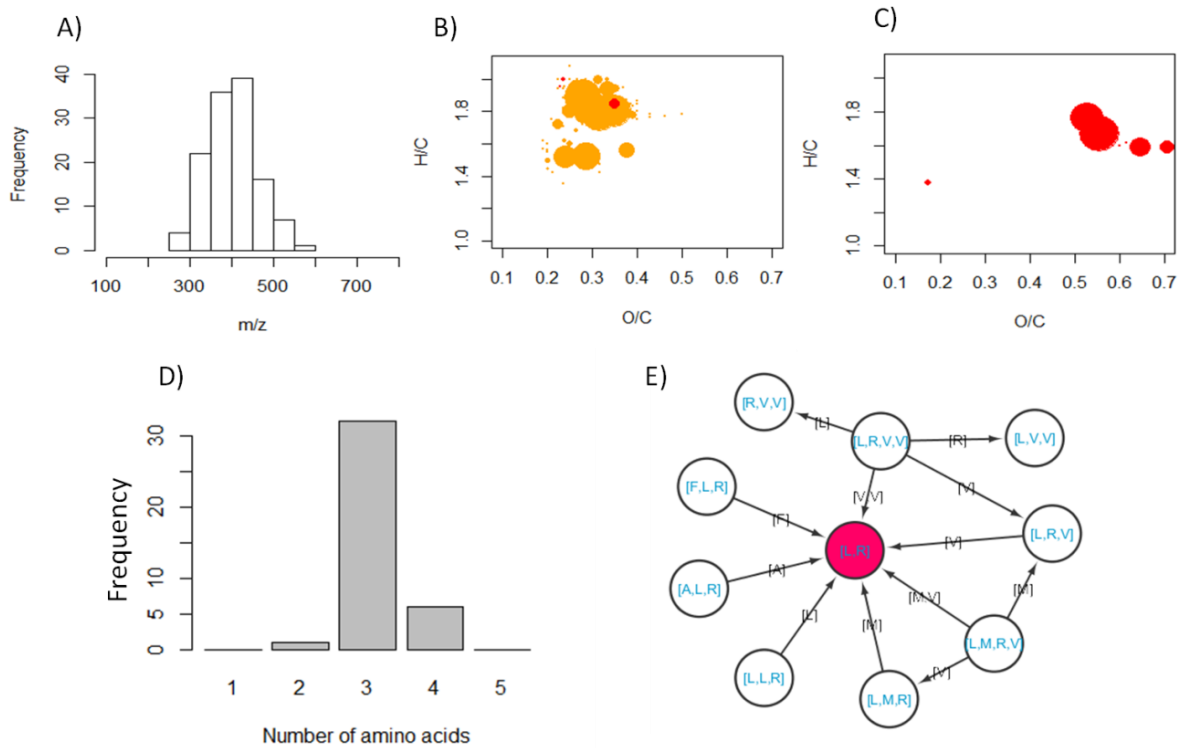 A)
Frequency
40
30
20
10
0
100 300 500 700
m/z
B)
H/C
1.8
1.4
1.0
0.1 0.2 0.3 0.4 0.5 0.6 0.7
O/C
C)
H/C
1.8
1.4
1.0
0.1 0.2 0.3 0.4 0.5 0.6 0.7
O/C
D)
Frequency
30
20
10
5
0
1 2 3 4 5
Number of amino acids
E)
[R,V,V]
[L]
[L,R,V,V]
[R]
[L,V,V]
[F,L,R]
[F]
[V,V]
[V]
[L,R]
[V]
[L,R,V]
[A,L,R]
[A]
[M,V]
[M]
[L]
[M]
[L,M,R,V]
[V]
[L,L,R]
[L,M,R]